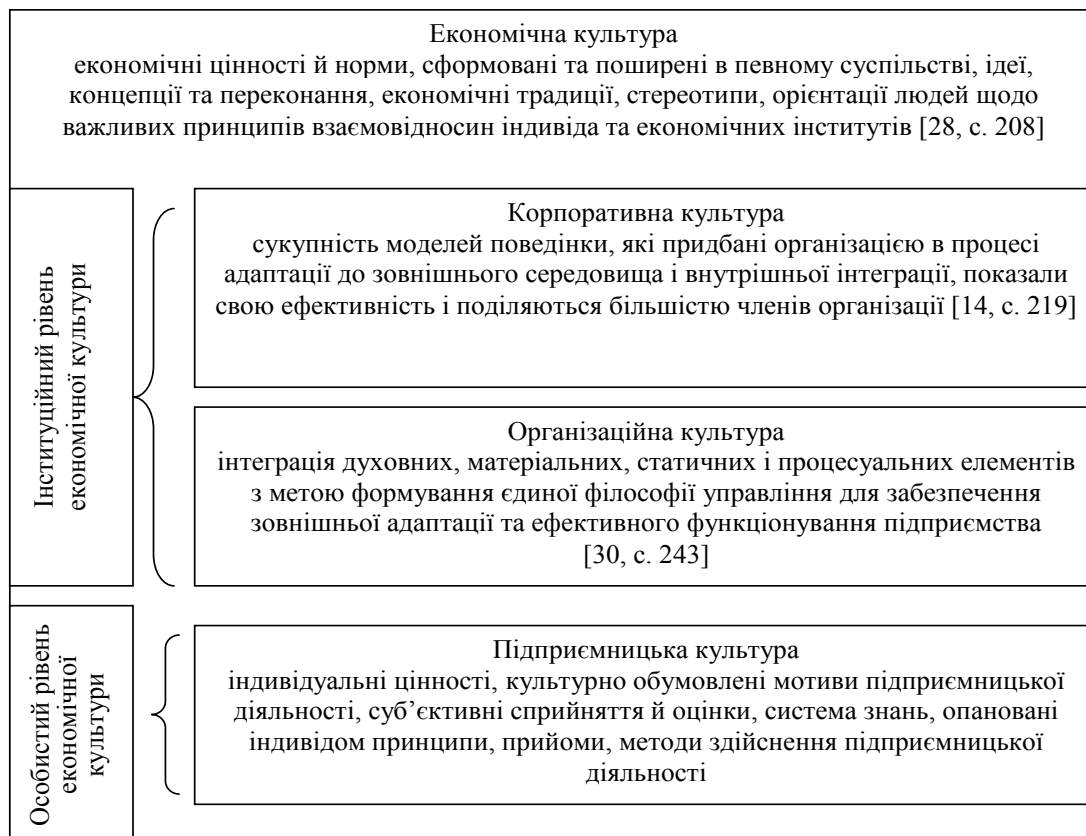 Економічна культура
економічні цінності й норми, сформовані та поширені в певному суспільстві, ідеї,
концепції та переконання, економічні традиції, стереотипи, орієнтації людей щодо
важливих принципів взаємовідносин індивіда та економічних інститутів [28, с. 208]
Інституційний рівень
економічної культури
Корпоративна культура
сукупність моделей поведінки, які придбані організацією в процесі
адаптації до зовнішнього середовища і внутрішньої інтеграції, показали
свою ефективність і поділяються більшістю членів організації [14, с. 219]
Організаційна культура
інтеграція духовних, матеріальних, статичних і процесуальних елементів
з метою формування єдиної філософії управління для забезпечення
зовнішньої адаптації та ефективного функціонування підприємства
[30, с. 243]
Особистий рівень
економічної
культури
Підприємницька культура
індивідуальні цінності, культурно обумовлені мотиви підприємницької
діяльності, суб’єктивні сприйняття й оцінки, система знань, опановані
індивідом принципи, прийоми, методи здійснення підприємницької
діяльності